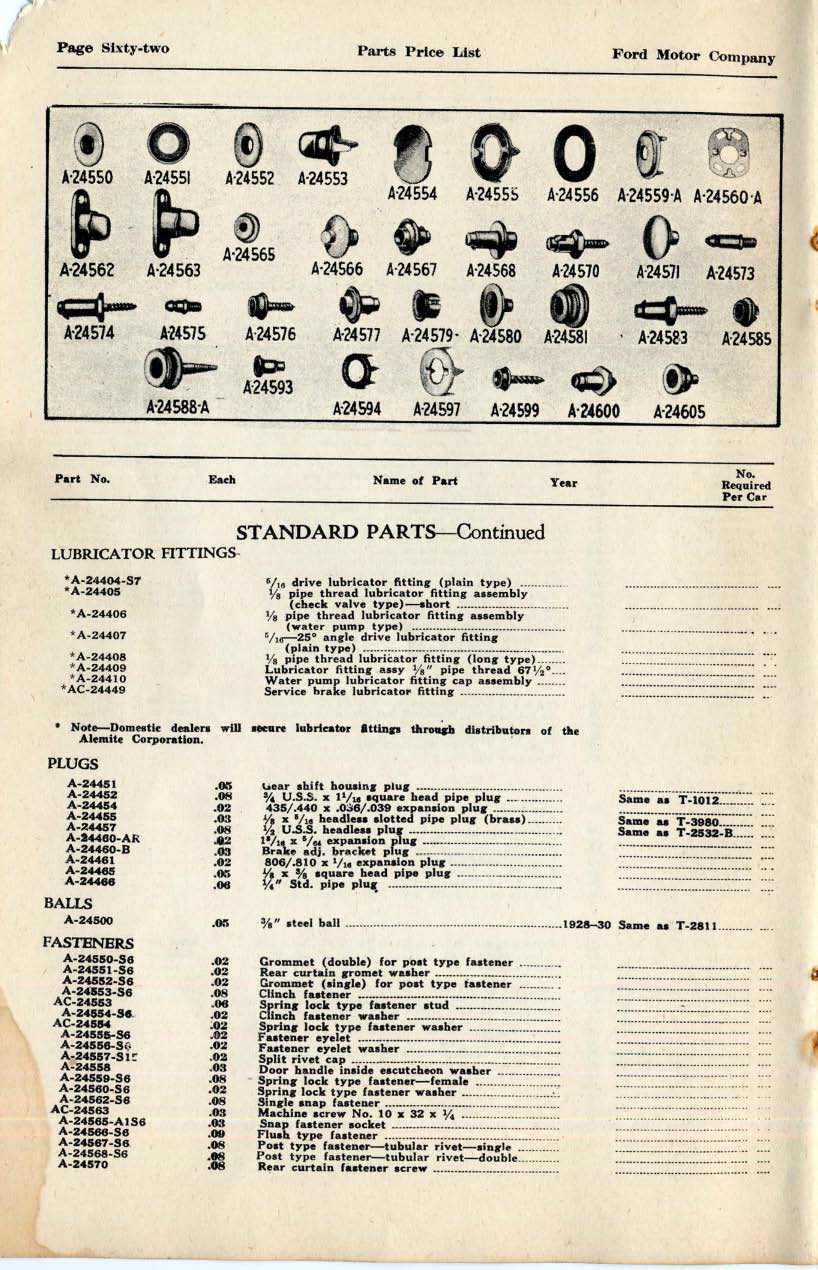 Page Sixty-two Parts Price List Ford Motor Company
A-24550 A-24551 A-24552 A-24553
A-24554 A-24555 A-24556 A-24559-A A-24560-A
A-24562 A-24563 A-24565
A-24566 A-24567 A-24568 A-24570 A-24571 A-24573
A-24574 A-24575 A-24576 A-24577 A-24579- A-24580 A-24581 A-24583 A-24585
A-24588-A A-24593 A-24594 A-24597 A-24599 A-24600 A-24605
Part No. Each Name of Part Year No. Required Per Car
STANDARD PARTS—Continued
LUBRICATOR FITTINGS
*A-24404-S7 5/16 drive lubricator fitting (plain type)
*A-24405 1/8 pipe thread lubricator fitting assembly
(check valve type)—short
*A-24406 1/8 pipe thread lubricator fitting assembly
(water pump type)
*A-24407 5/16—25° angle drive lubricator fitting
(plain type)
*A-24408 1/8 pipe thread lubricator fitting (long type)
*A-24409 Lubricator fitting assy 1/8" pipe thread 67½°
*A-24410 Water pump lubricator fitting cap assembly
*AC-24449 Service brake lubricator fitting
* Note—Domestic dealers will secure lubricator fittings through distributors of the
Alemite Corporation.
PLUGS
A-24451 .05 Gear shift housing plug
A-24452 .08 3/4 U.S.S. x 1 1/16 square head pipe plug Same as T-1012
A-24454 .02 435/.440 x .036/.039 expansion plug
A-24455 .03 1/8 x 5/16 headless slotted pipe plug (brass) Same as T-3980
A-24457 .08 1/2 U.S.S. headless plug Same as T-2532-B
A-24460-AR .02 1 5/16 x 5/64 expansion plug
A-24460-B .03 Brake adj. bracket plug
A-24461 .02 806/.810 x 1/16 expansion plug
A-24465 .05 1/8 x 3/8 square head pipe plug
A-24466 .06 1/4" Std. pipe plug
BALLS
A-24500 .05 3/8" steel ball 1928-30 Same as T-2811
FASTENERS
A-24550-S6 .02 Grommet (double) for post type fastener
A-24551-S6 .02 Rear curtain gromet washer
A-24552-S6 .02 Grommet (single) for post type fastener
A-24553-S6 .08 Clinch fastener
AC-24553 .06 Spring lock type fastener stud
A-24554-S6 .02 Clinch fastener washer
AC-24554 .02 Spring lock type fastener washer
A-24555-S6 .02 Fastener eyelet
A-24556-S6 .02 Fastener eyelet washer
A-24557-S15 .02 Split rivet cap
A-24558 .03 Door handle inside escutcheon washer
A-24559-S6 .08 Spring lock type fastener—female
A-24560-S6 .02 Spring lock type fastener washer
A-24562-S6 .08 Single snap fastener
AC-24563 .03 Machine screw No. 10 x 32 x 1/4
A-24565-A1S6 .03 Snap fastener socket
A-24566-S6 .09 Flush type fastener
A-24567-S6 .08 Post type fastener—tubular rivet—single
A-24568-S6 .08 Post type fastener—tubular rivet—double
A-24570 .08 Rear curtain fastener screw